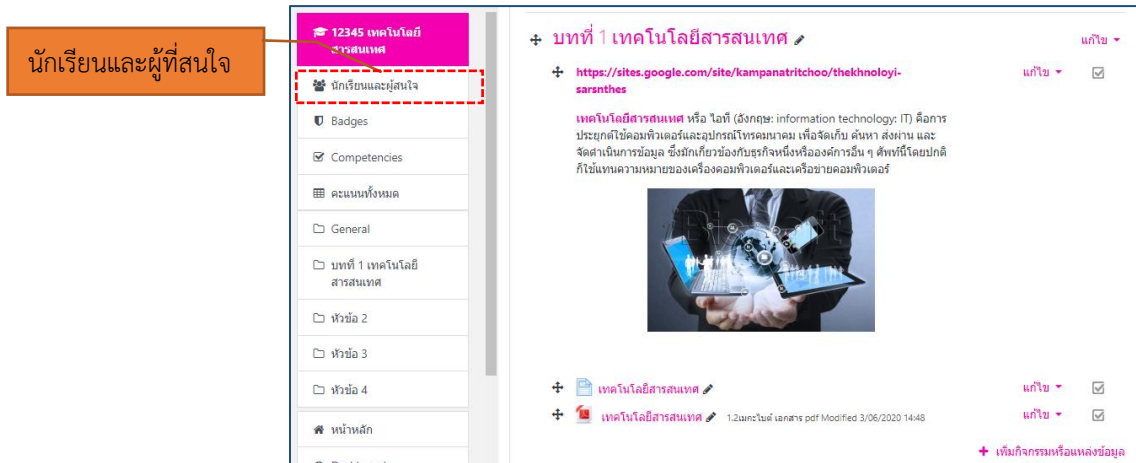 นักเรียนและผู้ที่สนใจ
12345 เทคโนโลยี
สารสนเทศ
นักเรียนและผู้สนใจ
Badges
Competencies
คะแนนทั้งหมด
General
บทที่ 1 เทคโนโลยี
สารสนเทศ
หัวข้อ 2
หัวข้อ 3
หัวข้อ 4
หน้าหลัก
บทที่ 1 เทคโนโลยีสารสนเทศ
แก้ไข
https://sites.google.com/site/kampanatritchoo/thekhnoloyi-
sarsnthes
แก้ไข
เทคโนโลยีสารสนเทศ หรือ ไอที (อังกฤษ: information technology: IT) คือการ
ประยุกต์ใช้คอมพิวเตอร์และอุปกรณ์โทรคมนาคม เพื่อจัดเก็บ ค้นหา ส่งผ่าน และ
จัดดำเนินการข้อมูล ซึ่งมักเกี่ยวข้องกับธุรกิจหนึ่งหรือองค์การอื่น ๆ ศัพท์นี้โดยปกติ
ก็ใช้แทนความหมายของเครื่องคอมพิวเตอร์และเครือข่ายคอมพิวเตอร์
เทคโนโลยีสารสนเทศ
แก้ไข
เทคโนโลยีสารสนเทศ 1.2เมกะไบต์ เอกสาร pdf Modified 3/06/2020 14:48
แก้ไข
เพิ่มกิจกรรมหรือแหล่งข้อมูล